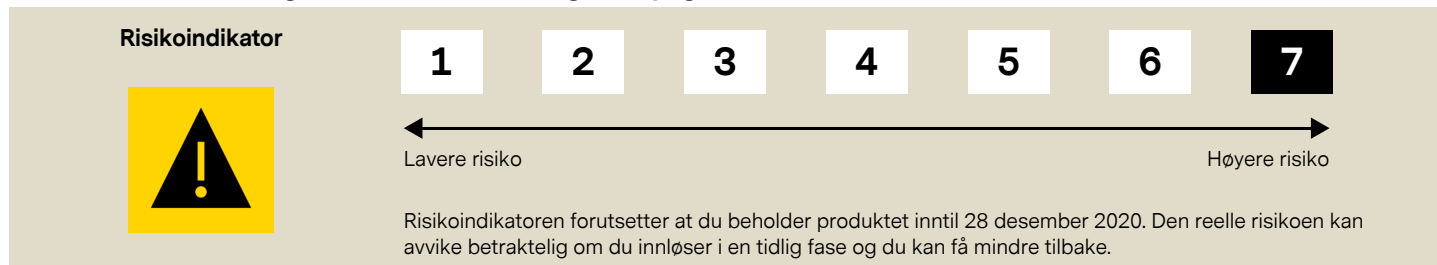 Risikoindikator
1 2 3 4 5 6 7
Lavere risiko
Høyere risiko
Risikoindikatoren forutsetter at du beholder produktet inntil 28 desember 2020. Den reelle risikoen kan
avvike betraktelig om du innløser i en tidlig fase og du kan få mindre tilbake.